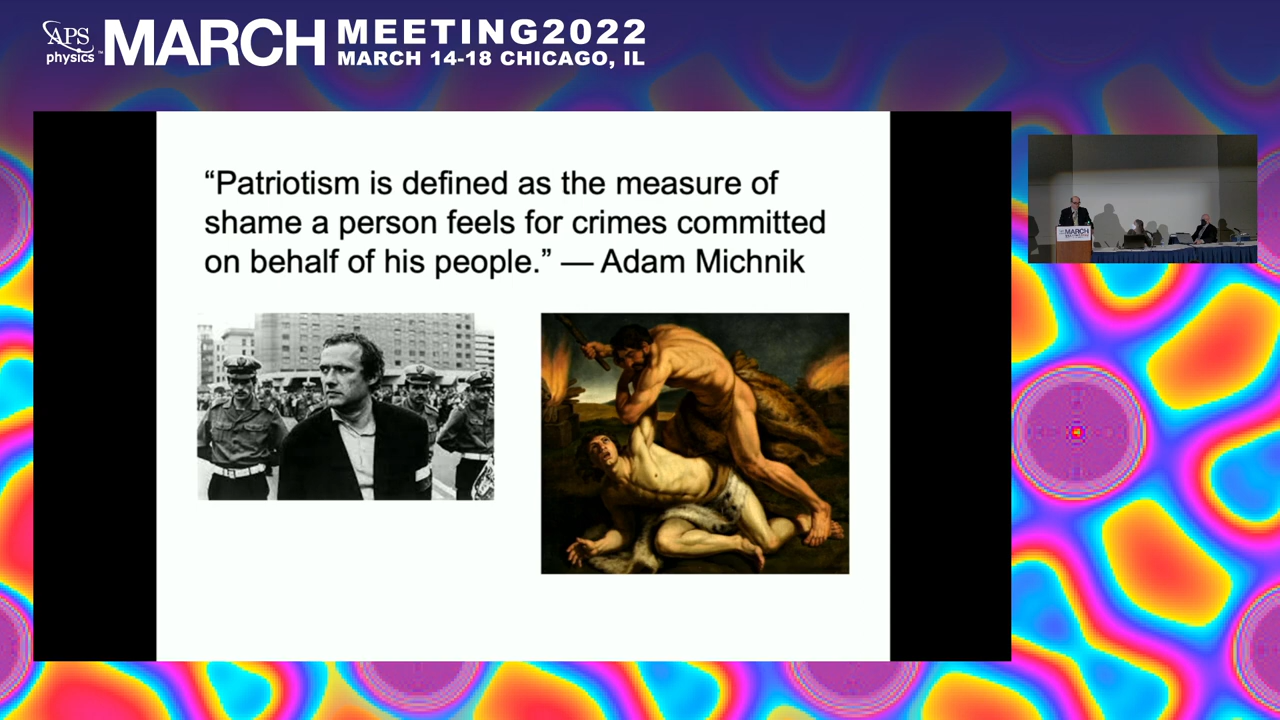 APS
physics
MARCH
MEETING2022
MARCH 14-18 CHICAGO, IL
“Patriotism is defined as the measure of
shame a person feels for crimes committed
on behalf of his people.” — Adam Michnik
MARCH